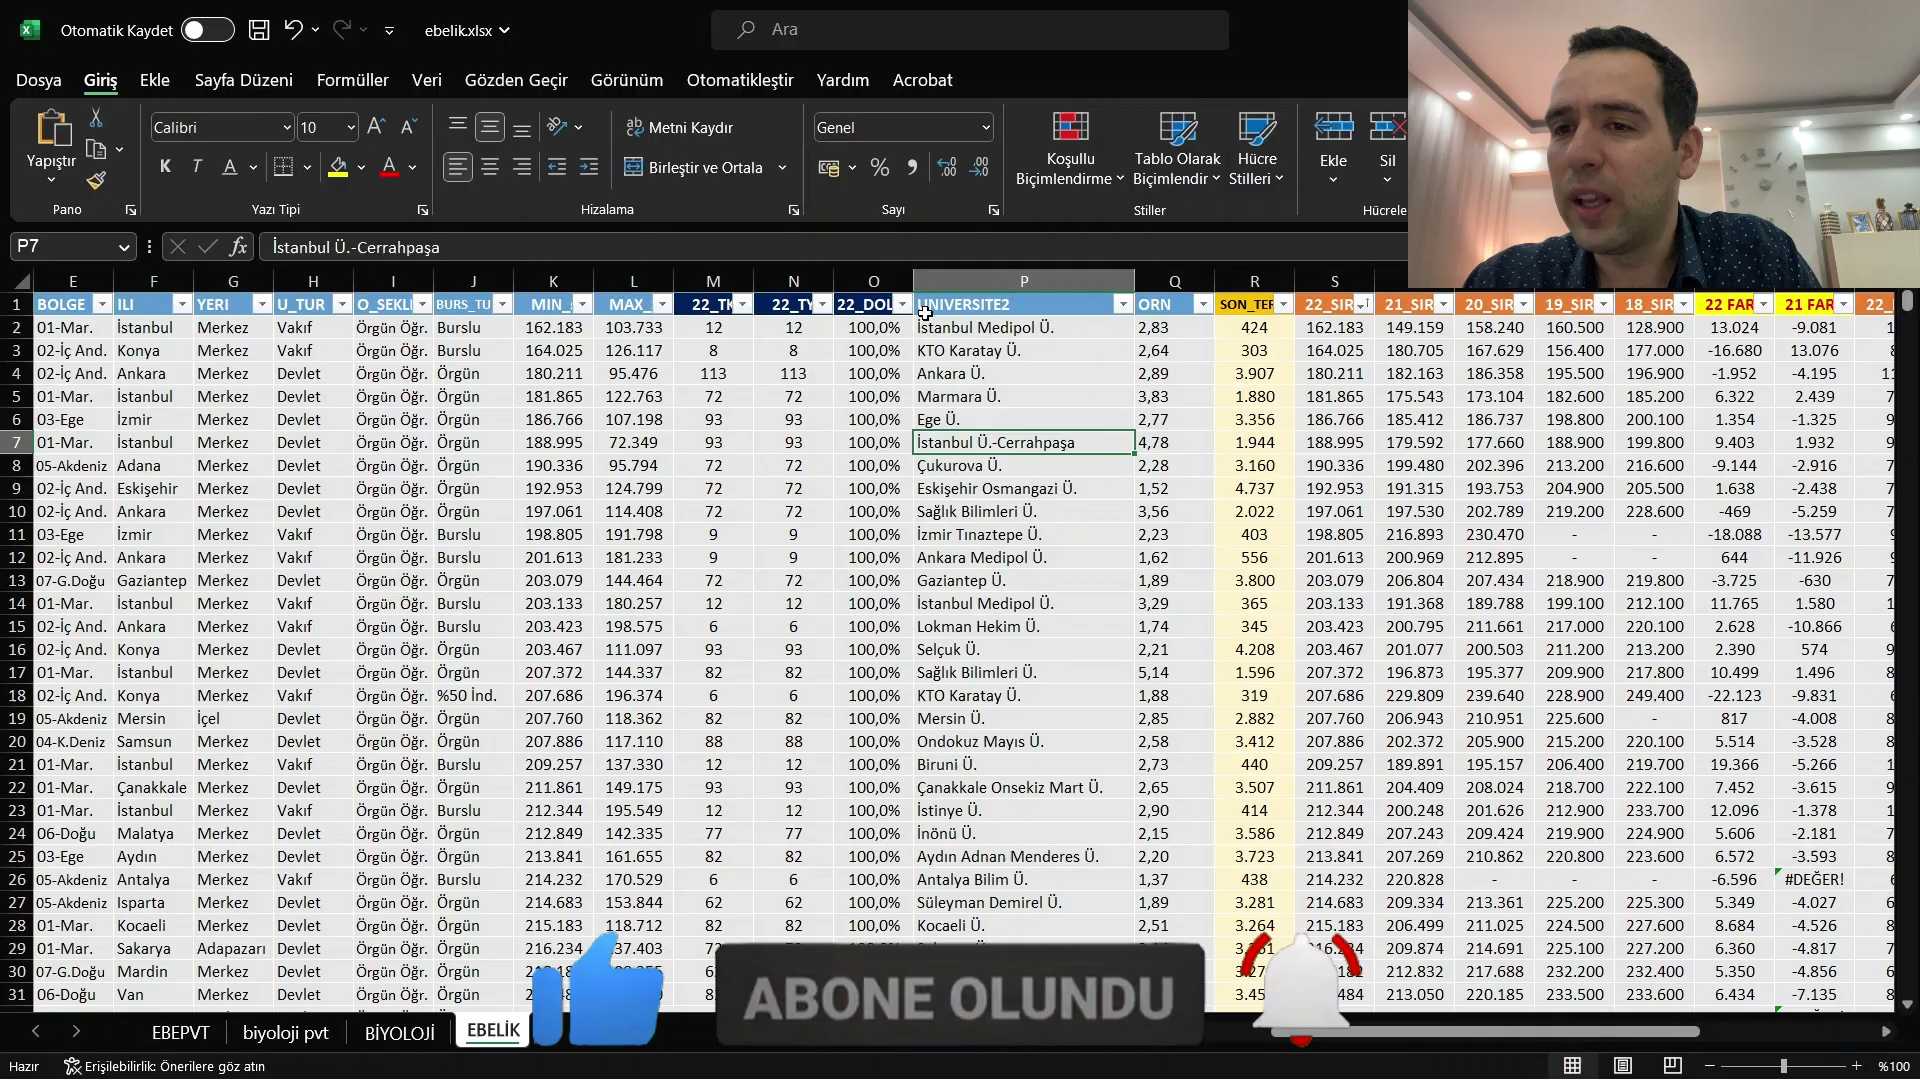 Otomatik Kaydet ebelik.xlsx Ara
Dosya Giriş Ekle Sayfa Düzeni Formüller Veri Gözden Geçir Görünüm Otomatikleştir Yardım Acrobat
Calibri 10 Metni Kaydır Genel
Yapıştır K T A A Birleştir ve Ortala % Koşullu Biçimlendirme Tablo Olarak Biçimlendir Hücre Stilleri Ekle Sil
Pano Yazı Tipi Hizalama Sayı Stiller Hücrele
P7 fx İstanbul Ü.-Cerrahpaşa
E F G H I J K L M N O P Q R S
1 BOLGE ILI YERI U_TUR O_SEKLI BURS_TU MIN_ MAX_ 22_TK 22_TY 22_DOL UNIVERSITE2 ORN SON_TER 22_SIR 21_SIR 20_SIR 19_SIR 18_SIR 22 FAR 21 FAR 22_
2 01-Mar. İstanbul Merkez Vakıf Örgün Öğr. Burslu 162.183 103.733 12 12 100,0% İstanbul Medipol Ü. 2,83 424 162.183 149.159 158.240 160.500 128.900 13.024 -9.081 1
3 02-İç And. Konya Merkez Vakıf Örgün Öğr. Burslu 164.025 126.117 8 8 100,0% KTO Karatay Ü. 2,64 303 164.025 180.705 167.629 156.400 177.000 -16.680 13.076 8
4 02-İç And. Ankara Merkez Devlet Örgün Öğr. Örgün 180.211 95.476 113 113 100,0% Ankara Ü. 2,89 3.907 180.211 182.163 186.358 195.500 196.900 -1.952 -4.195 11
5 01-Mar. İstanbul Merkez Devlet Örgün Öğr. Örgün 181.865 122.763 72 72 100,0% Marmara Ü. 3,83 1.880 181.865 175.543 173.104 182.600 185.200 6.322 2.439 7
6 03-Ege İzmir Merkez Devlet Örgün Öğr. Örgün 186.766 107.198 93 93 100,0% Ege Ü. 2,77 3.356 186.766 185.412 186.737 198.800 200.100 1.354 -1.325 9
7 01-Mar. İstanbul Merkez Devlet Örgün Öğr. Örgün 188.995 72.349 93 93 100,0% İstanbul Ü.-Cerrahpaşa 4,78 1.944 188.995 179.592 177.660 188.900 199.800 9.403 1.932 9
8 05-Akdeniz Adana Merkez Devlet Örgün Öğr. Örgün 190.336 95.794 72 72 100,0% Çukurova Ü. 2,28 3.160 190.336 199.480 202.396 213.200 216.600 -9.144 -2.916 7
9 02-İç And. Eskişehir Merkez Devlet Örgün Öğr. Örgün 192.953 124.799 72 72 100,0% Eskişehir Osmangazi Ü. 1,52 4.737 192.953 191.315 193.753 204.900 205.500 1.638 -2.438 7
10 02-İç And. Ankara Merkez Devlet Örgün Öğr. Örgün 197.061 114.408 72 72 100,0% Sağlık Bilimleri Ü. 3,56 2.022 197.061 197.530 202.789 219.200 228.600 -469 -5.259 7
11 03-Ege İzmir Merkez Vakıf Örgün Öğr. Burslu 198.805 191.798 9 9 100,0% İzmir Tınaztepe Ü. 2,23 403 198.805 216.893 230.470 - - -18.088 -13.577 9
12 02-İç And. Ankara Merkez Vakıf Örgün Öğr. Burslu 201.613 181.233 9 9 100,0% Ankara Medipol Ü. 1,62 556 201.613 200.969 212.895 - - 644 -11.926 9
13 07-G.Doğu Gaziantep Merkez Devlet Örgün Öğr. Örgün 203.079 144.464 72 72 100,0% Gaziantep Ü. 1,89 3.800 203.079 206.804 207.434 218.900 219.800 -3.725 -630 7
14 01-Mar. İstanbul Merkez Vakıf Örgün Öğr. Burslu 203.133 180.257 12 12 100,0% İstanbul Medipol Ü. 3,29 365 203.133 191.368 189.788 199.100 212.100 11.765 1.580 1
15 02-İç And. Ankara Merkez Vakıf Örgün Öğr. Burslu 203.423 198.575 6 6 100,0% Lokman Hekim Ü. 1,74 345 203.423 200.795 211.661 217.000 220.100 2.628 -10.866 6
16 02-İç And. Konya Merkez Devlet Örgün Öğr. Örgün 203.467 111.097 93 93 100,0% Selçuk Ü. 2,21 4.208 203.467 201.077 200.503 211.200 213.200 2.390 574 9
17 01-Mar. İstanbul Merkez Devlet Örgün Öğr. Örgün 207.372 144.337 82 82 100,0% Sağlık Bilimleri Ü. 5,14 1.596 207.372 196.873 195.377 209.900 217.800 10.499 1.496 8
18 02-İç And. Konya Merkez Vakıf Örgün Öğr. %50 İnd. 207.686 196.374 6 6 100,0% KTO Karatay Ü. 1,88 319 207.686 229.809 239.640 228.900 249.400 -22.123 -9.831 6
19 05-Akdeniz Mersin İçel Devlet Örgün Öğr. Örgün 207.760 118.362 82 82 100,0% Mersin Ü. 2,85 2.882 207.760 206.943 210.951 225.600 - 817 -4.008 8
20 04-K.Deniz Samsun Merkez Devlet Örgün Öğr. Örgün 207.886 117.110 88 88 100,0% Ondokuz Mayıs Ü. 2,58 3.412 207.886 202.372 205.900 215.200 220.100 5.514 -3.528 8
21 01-Mar. İstanbul Merkez Vakıf Örgün Öğr. Burslu 209.257 137.330 12 12 100,0% Biruni Ü. 2,73 440 209.257 189.891 195.157 206.400 219.700 19.366 -5.266 1
22 01-Mar. Çanakkale Merkez Devlet Örgün Öğr. Örgün 211.861 149.175 93 93 100,0% Çanakkale Onsekiz Mart Ü. 2,65 3.507 211.861 204.409 208.024 218.700 222.100 7.452 -3.615 9
23 01-Mar. İstanbul Merkez Vakıf Örgün Öğr. Burslu 212.344 195.549 12 12 100,0% İstinye Ü. 2,90 414 212.344 200.248 201.626 212.900 233.700 12.096 -1.378 1
24 06-Doğu Malatya Merkez Devlet Örgün Öğr. Örgün 212.849 142.335 77 77 100,0% İnönü Ü. 2,15 3.586 212.849 207.243 209.424 219.900 224.900 5.606 -2.181 7
25 03-Ege Aydın Merkez Devlet Örgün Öğr. Örgün 213.841 161.655 82 82 100,0% Aydın Adnan Menderes Ü. 2,20 3.723 213.841 207.269 210.862 220.800 223.600 6.572 -3.593 8
26 05-Akdeniz Antalya Merkez Vakıf Örgün Öğr. Burslu 214.232 170.529 6 6 100,0% Antalya Bilim Ü. 1,37 438 214.232 220.828 - - - -6.596 #DEĞER! 6
27 05-Akdeniz Isparta Merkez Devlet Örgün Öğr. Örgün 214.683 153.844 62 62 100,0% Süleyman Demirel Ü. 1,89 3.281 214.683 209.334 213.361 225.200 225.300 5.349 -4.027 6
28 01-Mar. Kocaeli Merkez Devlet Örgün Öğr. Örgün 215.183 118.712 82 82 100,0% Kocaeli Ü. 2,51 3.264 215.183 206.499 211.025 224.500 227.600 8.684 -4.526 8
29 01-Mar. Sakarya Adapazarı Devlet Örgün Öğr. Örgün 216.234 209.874 214.691 225.100 227.200 6.360 -4.817 7
30 07-G.Doğu Mardin Merkez Devlet Örgün Öğr. Örgün 212.832 217.688 232.200 232.400 5.350 -4.856 6
31 06-Doğu Van Merkez Devlet Örgün Öğr. Örgün 213.050 220.185 233.500 233.600 6.434 -7.135 8
ABONE OLUNDU
EBEPVT biyoloji pvt BİYOLOJİ EBELİK
Hazır Erişilebilirlik: Önerilere göz atın %100